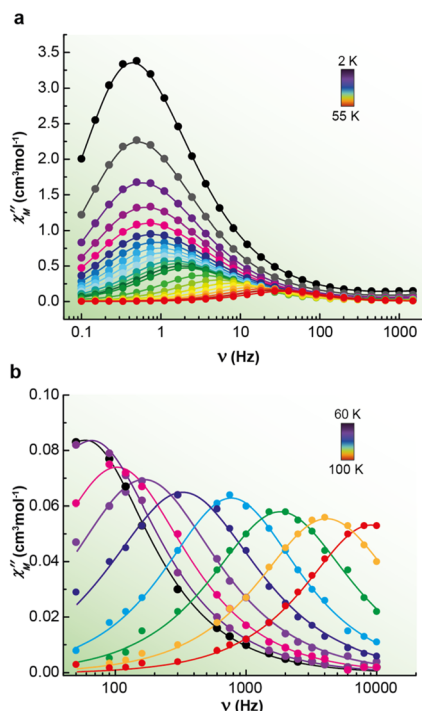 a
3.5
3.0
2.5
2.0
1.5
1.0
0.5
0.0
χ″M (cm³mol⁻¹)
2 K
55 K
0.1 1 10 100 1000
ν (Hz)
b
0.10
0.08
0.06
0.04
0.02
0.00
χ″M (cm³mol⁻¹)
60 K
100 K
100 1000 10000
ν (Hz)